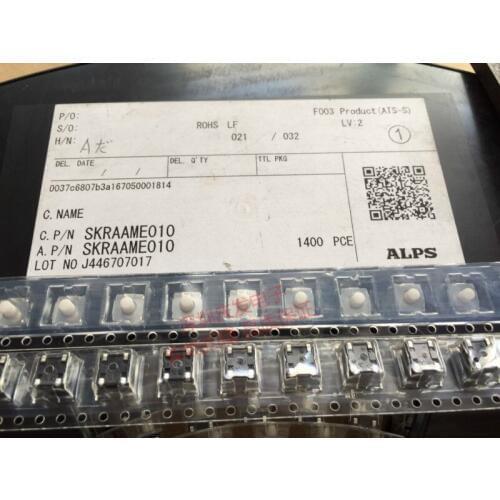 P/O:
S/O: ROHS LF
F003 Product(AIS-S)
LV:2
1
H/N: Aだ 021 / 032
DEL. DATE / / DEL. Q'TY TTL PKG
0037c6807b3a167050001814
C. NAME
C. P/N SKRAAME010
A. P/N SKRAAME010
LOT NO J446707017
1400 PCE
ALPS